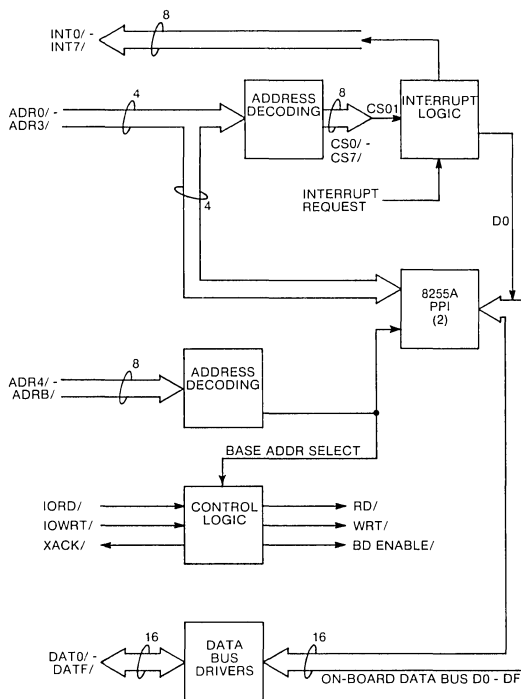 8
INT0/ -
INT7/
ADR0/ -
ADR3/
4
ADDRESS
DECODING
8
CS01
CS0/ -
CS7/
INTERRUPT
LOGIC
4
INTERRUPT
REQUEST
D0
8255A
PPI
(2)
ADR4/ -
ADRB/
8
ADDRESS
DECODING
BASE ADDR SELECT
IORD/
IOWRT/
XACK/
CONTROL
LOGIC
RD/
WRT/
BD ENABLE/
DAT0/ -
DATF/
16
DATA
BUS
DRIVERS
16
ON-BOARD DATA BUS D0 - DF